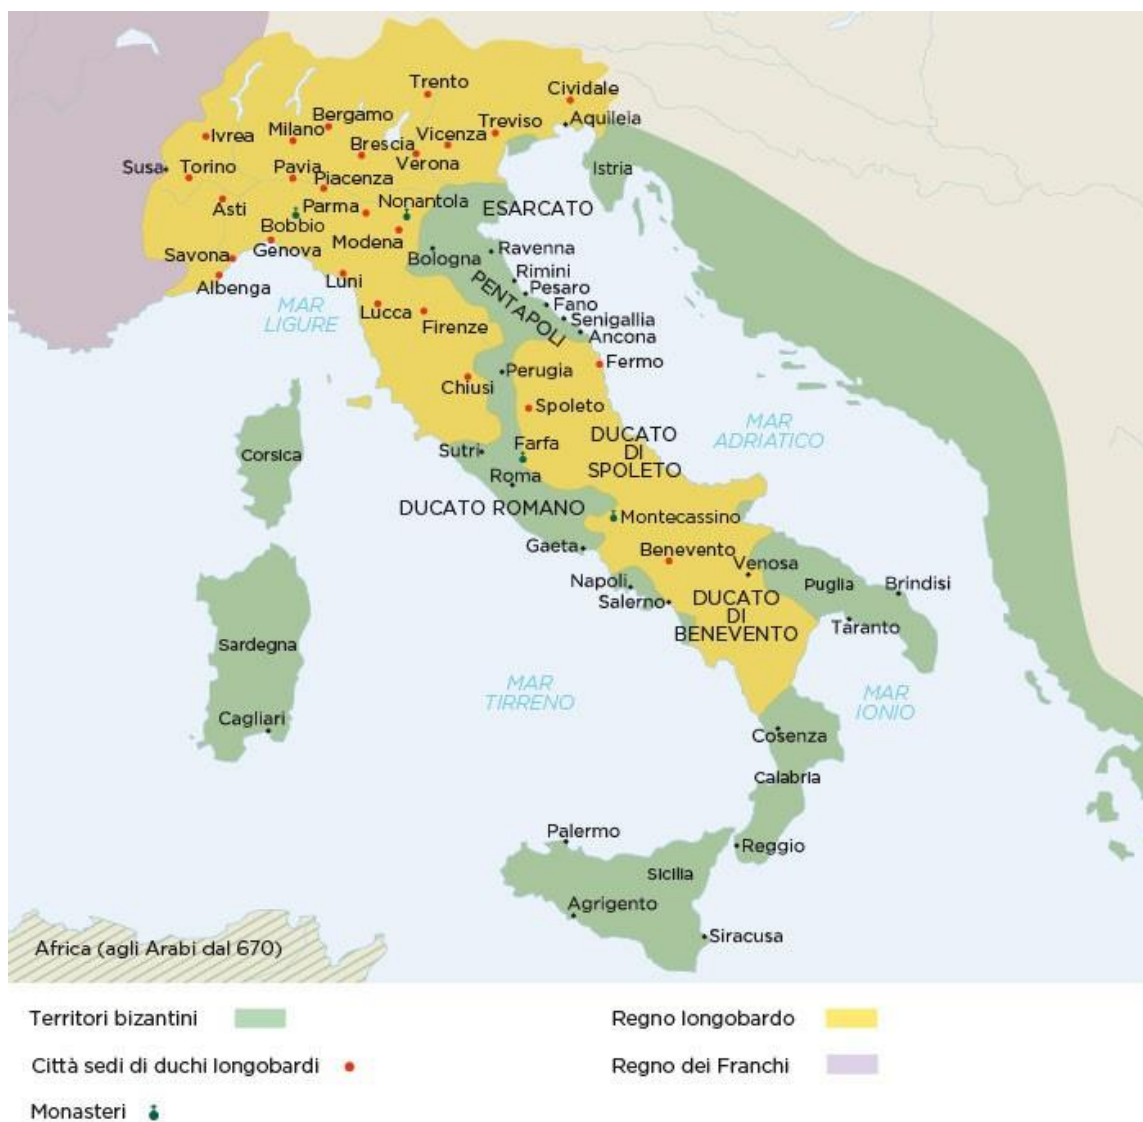 Trento
Cividale
Bergamo
Treviso
Aquileia
Ivrea
Milano
Vicenza
Brescia
Verona
Susa
Torino
Pavia
Istria
Piacenza
Nonantola
Asti
Parma
ESARCATO
Bobbio
Modena
Savona
Genova
Bologna
Ravenna
Rimini
Albenga
Luni
Pesaro
PENTAPOLI
MAR
LIGURE
Lucca
Firenze
Fano
Senigallia
Ancona
Fermo
Perugia
Chiusi
Spoleto
DUCATO
DI
SPOLETO
MAR
ADRIATICO
Corsica
Sutri
Farfa
Roma
DUCATO ROMANO
Montecassino
Gaeta
Benevento
Venosa
Napoli
Puglia
Brindisi
Salerno
DUCATO
DI
BENEVENTO
Taranto
Sardegna
MAR
TIRRENO
MAR
IONIO
Cagliari
Cosenza
Calabria
Palermo
Reggio
Sicilia
Agrigento
Siracusa
Africa (agli Arabi dal 670)
Territori bizantini
Regno longobardo
Città sedi di duchi longobardi
Regno dei Franchi
Monasteri